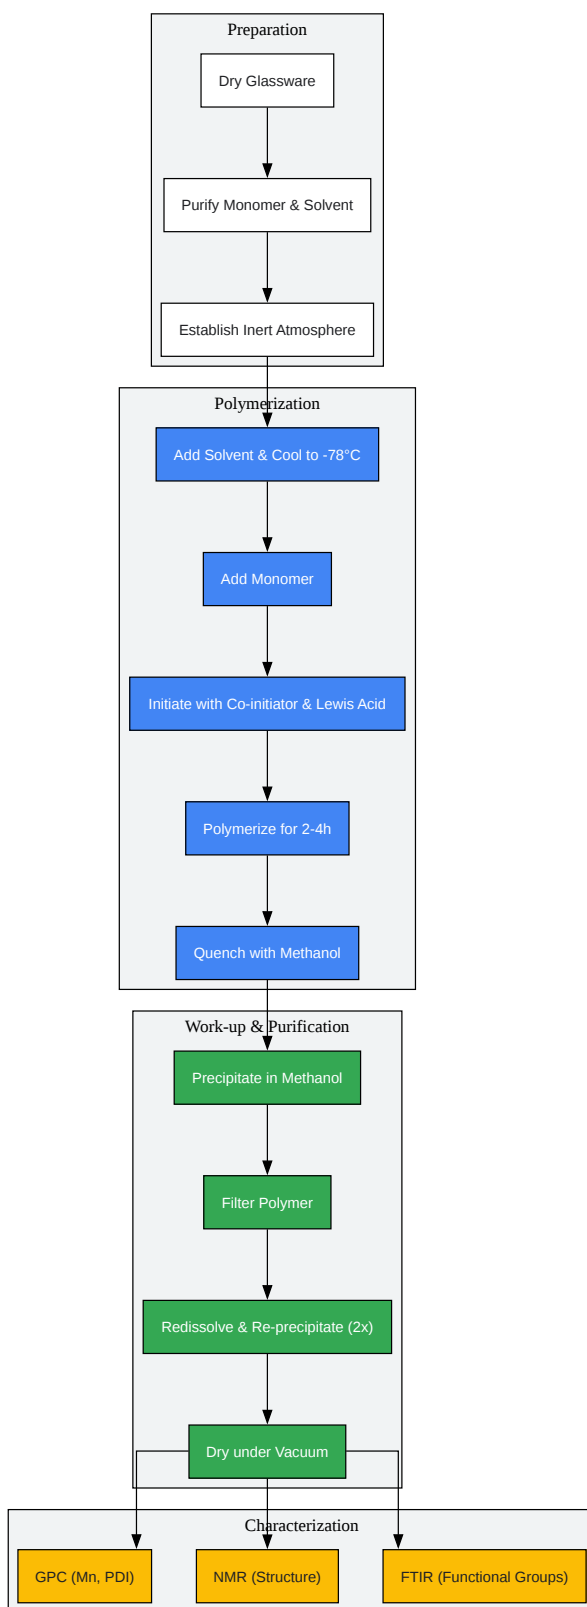 Preparation
Dry Glassware
Purify Monomer & Solvent
Establish Inert Atmosphere
Polymerization
Add Solvent & Cool to -78°C
Add Monomer
Initiate with Co-initiator & Lewis Acid
Polymerize for 2-4h
Quench with Methanol
Work-up & Purification
Precipitate in Methanol
Filter Polymer
Redissolve & Re-precipitate (2x)
Dry under Vacuum
Characterization
GPC (Mn, PDI)
NMR (Structure)
FTIR (Functional Groups)